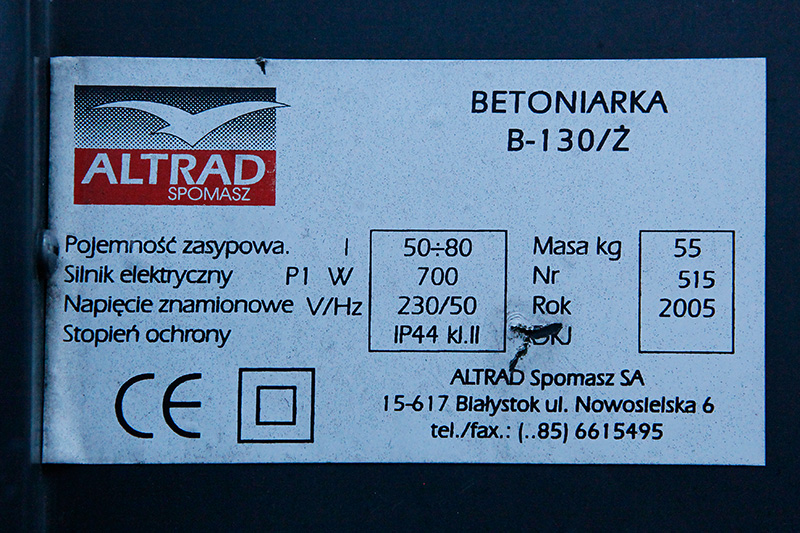 ALTRAD
SPOMASZ
BETONIARKA
B-130/Ż
Pojemność zasypowa. l 50÷80 Masa kg 55
Silnik elektryczny P1 W 700 Nr 515
Napięcie znamionowe V/Hz 230/50 Rok 2005
Stopień ochrony IP44 kl.II
CE
ALTRAD Spomasz SA
15-617 Białystok ul. Nowosielska 6
tel./fax.: (..85) 6615495